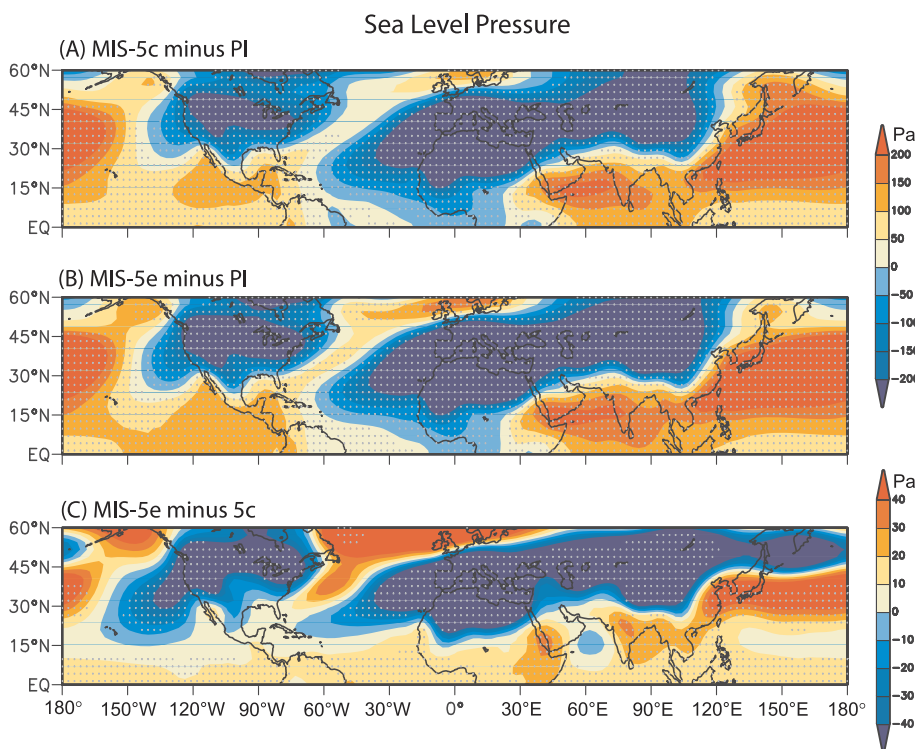 Sea Level Pressure
(A) MIS-5c minus PI
60°N
45°N
30°N
15°N
EQ
Pa
200
150
100
50
0
-50
-100
-150
-200
(B) MIS-5e minus PI
60°N
45°N
30°N
15°N
EQ
(C) MIS-5e minus 5c
60°N
45°N
30°N
15°N
EQ
Pa
40
30
20
10
0
-10
-20
-30
-40
180° 150°W 120°W 90°W 60°W 30°W 0° 30°E 60°E 90°E 120°E 150°E 180°